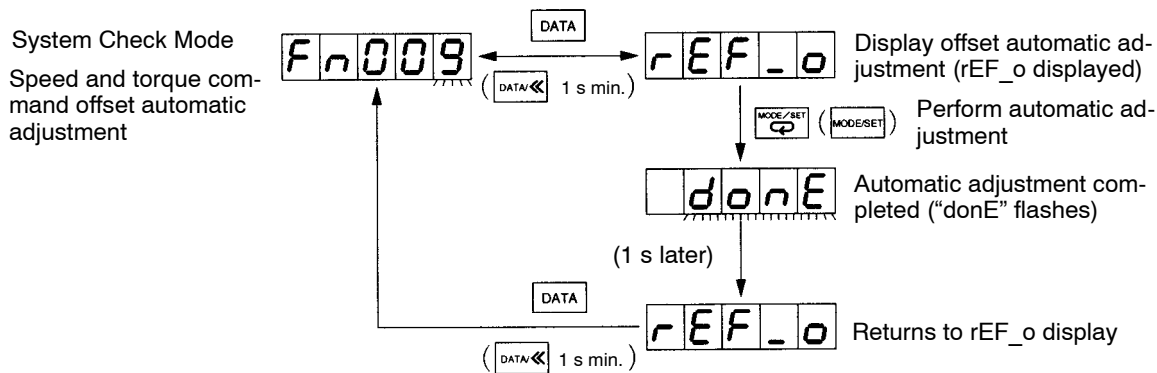 System Check Mode
Speed and torque com-
mand offset automatic
adjustment
Fn009
DATA
(DATA/≪ 1 s min.)
rEF_o
Display offset automatic ad-
justment (rEF_o displayed)
MODE/SET (MODE/SET)
Perform automatic ad-
justment
donE
Automatic adjustment com-
pleted (“donE” flashes)
(1 s later)
DATA
(DATA/≪ 1 s min.)
rEF_o
Returns to rEF_o display